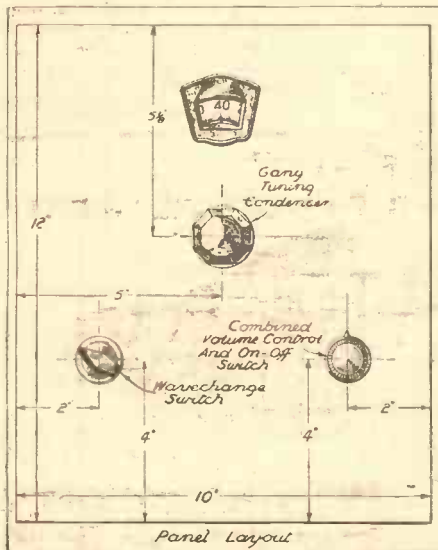 40
5⅛"
Gang
Tuning
Condenser
12"
5"
Combined
Volume Control
And On-Off
Switch
Wavechange
Switch
2"
4"
4"
2"
10"
Panel Layout